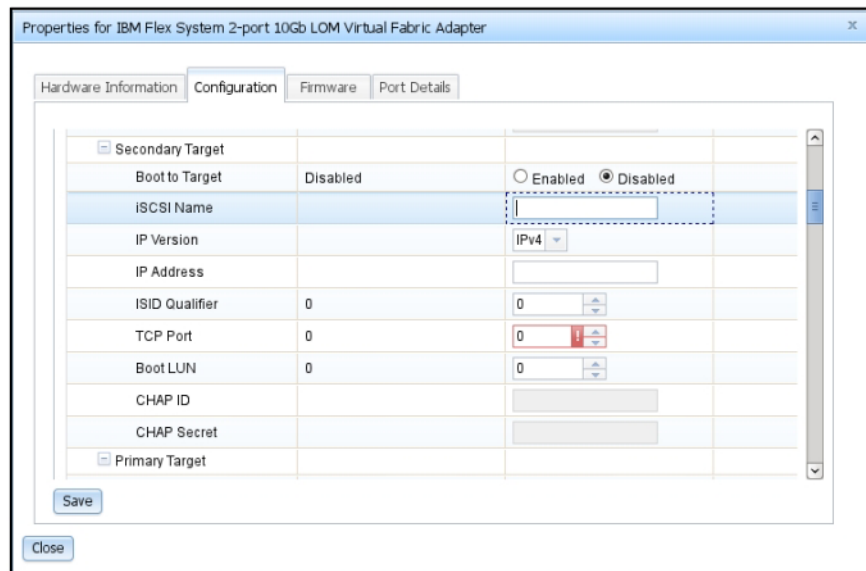 Properties for IBM Flex System 2-port 10Gb LOM Virtual Fabric Adapter x
Hardware Information Configuration Firmware Port Details
Secondary Target
Boot to Target Disabled Enabled Disabled
iSCSI Name
IP Version IPv4
IP Address
ISID Qualifier 0 0
TCP Port 0 0 !
Boot LUN 0 0
CHAP ID
CHAP Secret
Primary Target
Save
Close